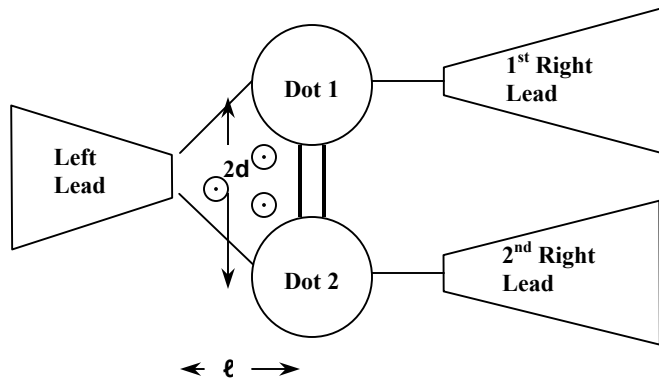 Dot 1
1st Right
Lead
Left
Lead
2d
Dot 2
2nd Right
Lead
ℓ